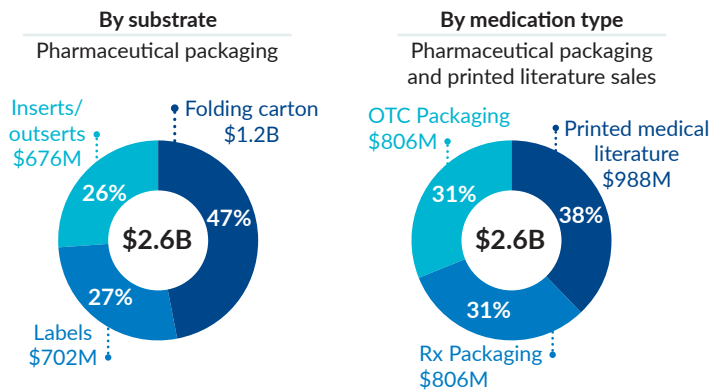 By substrate
Pharmaceutical packaging
Inserts/
outserts
$676M
Folding carton
$1.2B
26%
47%
$2.6B
27%
Labels
$702M
By medication type
Pharmaceutical packaging
and printed literature sales
OTC Packaging
$806M
Printed medical
literature
$988M
31%
38%
$2.6B
31%
Rx Packaging
$806M